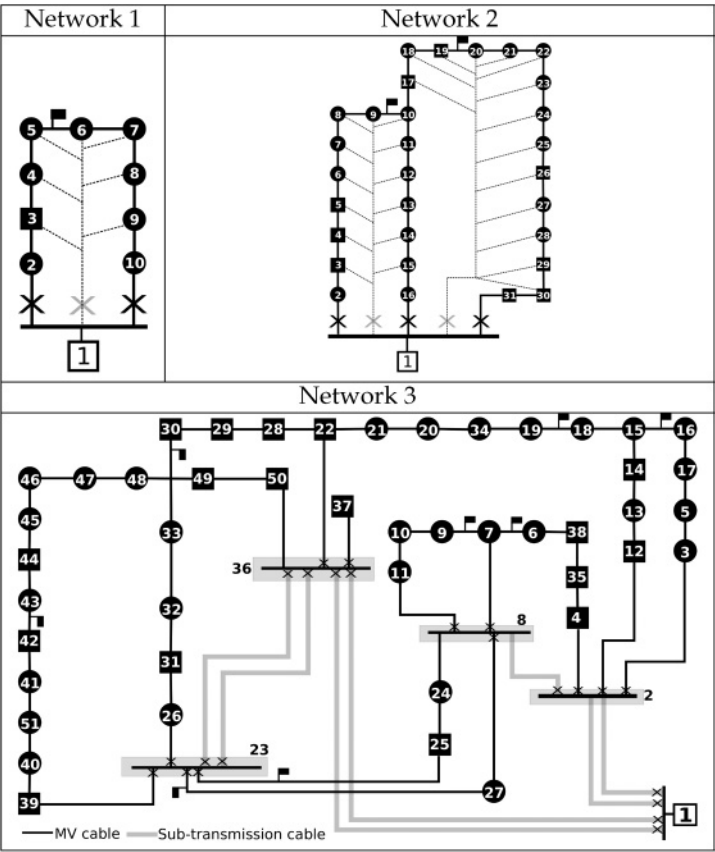 Network 1
Network 2
5 6 7
4 8
3 9
2 10
1
18 19 20 21 22
17 23
8 9 10 24
7 11 25
6 12 26
5 13 27
4 14 28
3 15 29
2 16 31 30
1
Network 3
30 29 28 22 21 20 34 19 18 15 16
46 47 48 49 50 14 17
37
45 33 10 9 7 6 38 13 5
44 12 3
36 11 35
43 32 4
42 8
31
41 24 2
51 26
25
40 23
39 27
1
MV cable Sub-transmission cable